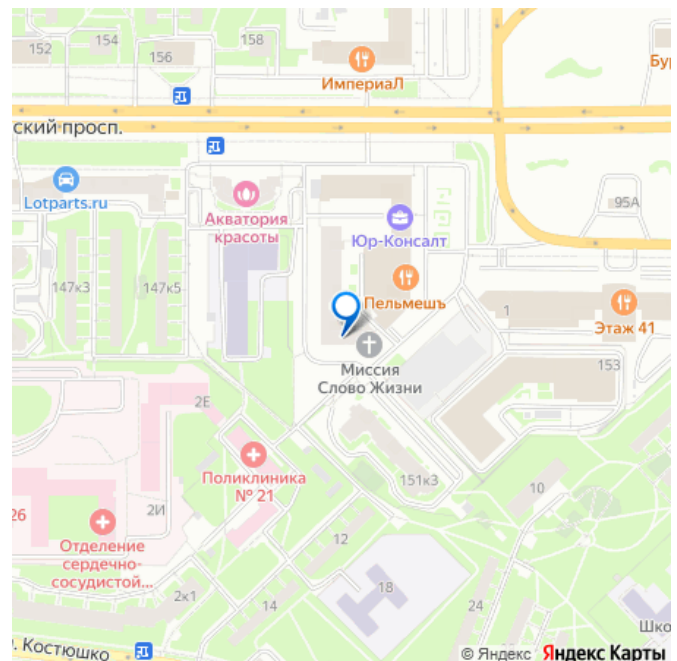 152
154
156
158
ИмпериаЛ
Бу
ский просп.
Lotparts.ru
Акватория
красоты
Юр-Консалт
95А
147к3
147к5
Пельмешъ
1
Этаж 41
Миссия
Слово Жизни
153
2Е
Поликлиника
№ 21
151к3
10
26
2И
Отделение
сердечно-
сосудистой...
12
18
2к1
14
24
Шко
. Костюшко
© Яндекс Яндекс Карты